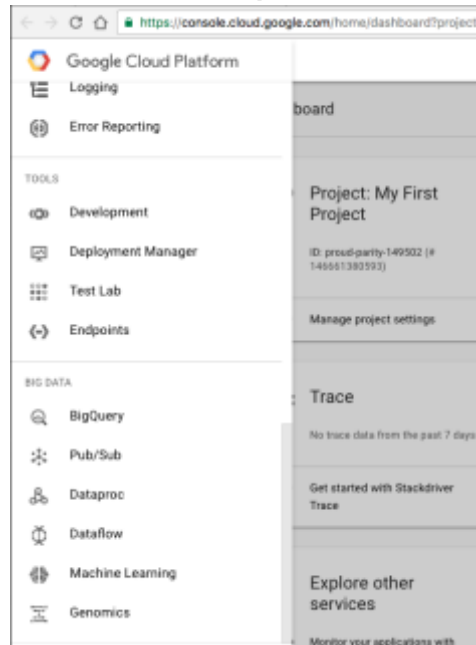 https://console.cloud.google.com/home/dashboard?project
Google Cloud Platform
Logging
board
Error Reporting
TOOLS
Development
Deployment Manager
Test Lab
Endpoints
Project: My First
Project
ID: proud-parity-149502 (#
146661380593)
Manage project settings
BIG DATA
BigQuery
Pub/Sub
Dataproc
Dataflow
Machine Learning
Genomics
Trace
No trace data from the past 7 days
Get started with Stackdriver
Trace
Explore other
services
Monitor your applications with